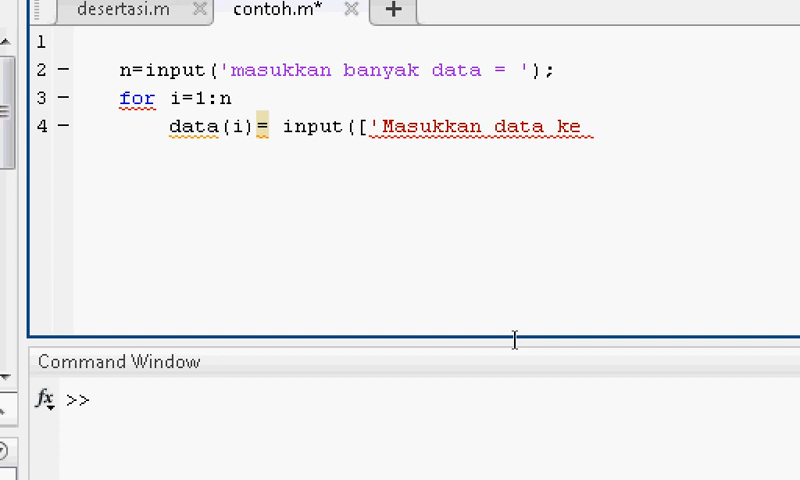 desertasi.m contoh.m*
1
2 – n=input('masukkan banyak data = ');
3 – for i=1:n
4 – data(i)= input(['Masukkan data ke
Command Window
fx >>